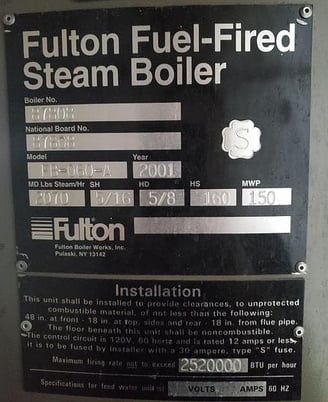 Fulton Fuel-Fired
Steam Boiler
Boiler No.
87808
National Board No.
Model Year
FB-060-A 2001
MD Lbs Steam/Hr SH HD HS MWP
2070 5/16 5/8 160 150
S
Fulton
Fulton Boiler Works, Inc.
Pulaski, NY 13142
Installation
This unit shall be installed to provide clearances, to unprotected
combustible material, of not less than the following:
48 in. at front - 18 in. at top, sides and rear - 18 in. from flue pipe.
The floor beneath this unit shall be noncombustible.
The control circuit is 120V, 60 hertz and is rated 12 amps or less,
it is to be fused by installer with a 30 ampere, type "S" fuse.
Maximum firing rate not to exceed 2520000 BTU per hour
Specifications for feed water unit VOLTS AMPS 60 HZ